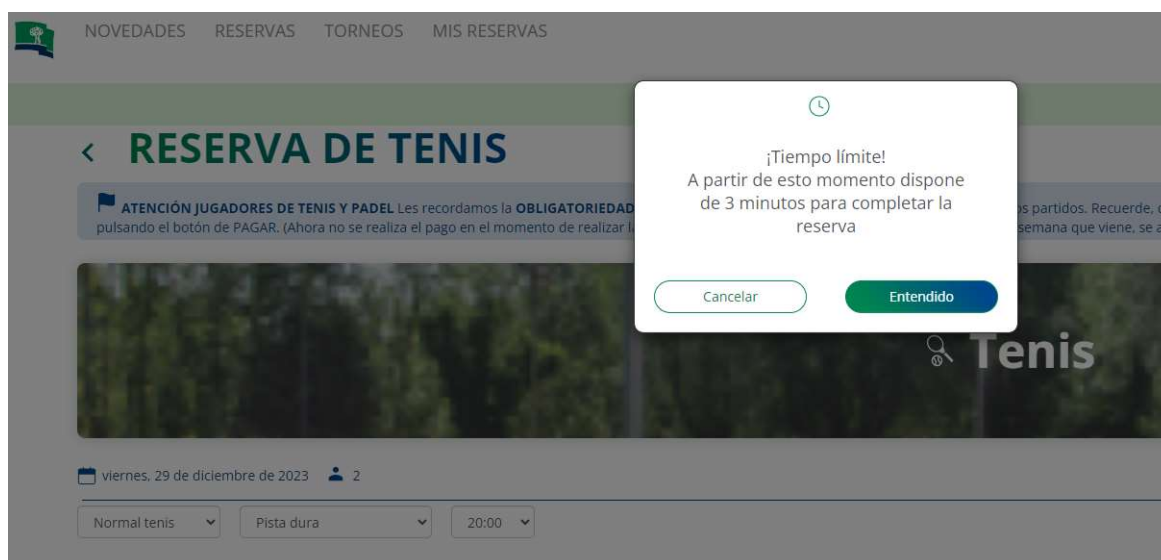 NOVEDADES RESERVAS TORNEOS MIS RESERVAS
¡Tiempo límite!
A partir de esto momento dispone
de 3 minutos para completar la
reserva
Cancelar Entendido
RESERVA DE TENIS
ATENCIÓN JUGADORES DE TENIS Y PADEL Les recordamos la OBLIGATORIEDAD os partidos. Recuerde,
pulsando el botón de PAGAR. (Ahora no se realiza el pago en el momento de realizar semana que viene, se
Tenis
viernes, 29 de diciembre de 2023 2
Normal tenis Pista dura 20:00